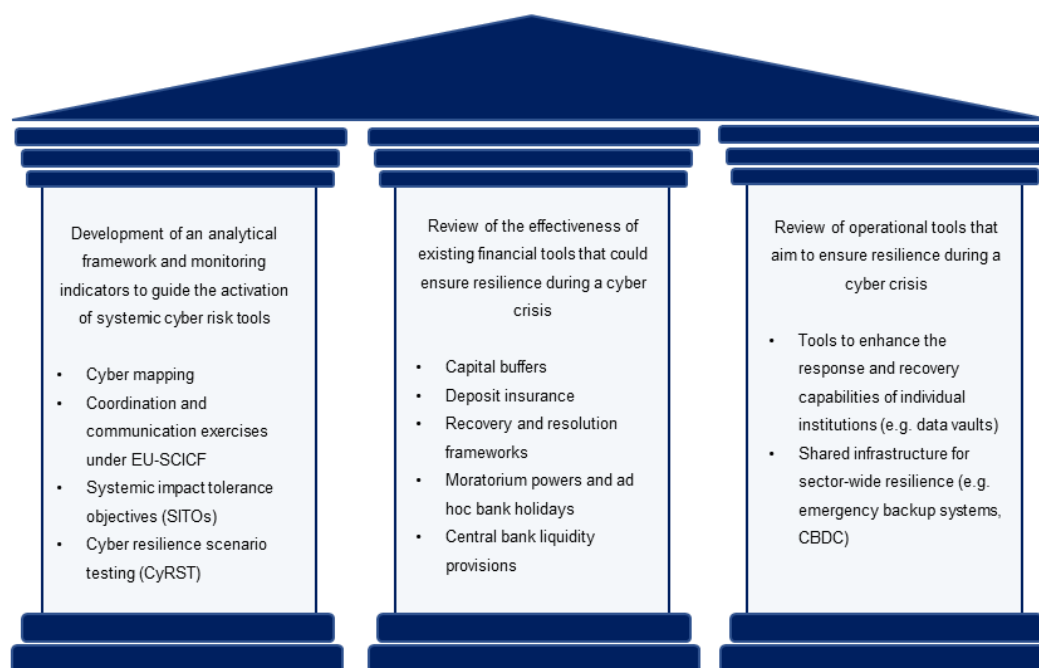 Development of an analytical
framework and monitoring
indicators to guide the activation
of systemic cyber risk tools
• Cyber mapping
• Coordination and
communication exercises
under EU-SCICF
• Systemic impact tolerance
objectives (SITOs)
• Cyber resilience scenario
testing (CyRST)
Review of the effectiveness of
existing financial tools that could
ensure resilience during a cyber
crisis
• Capital buffers
• Deposit insurance
• Recovery and resolution
frameworks
• Moratorium powers and ad
hoc bank holidays
• Central bank liquidity
provisions
Review of operational tools that
aim to ensure resilience during a
cyber crisis
• Tools to enhance the
response and recovery
capabilities of individual
institutions (e.g. data vaults)
• Shared infrastructure for
sector-wide resilience (e.g.
emergency backup systems,
CBDC)